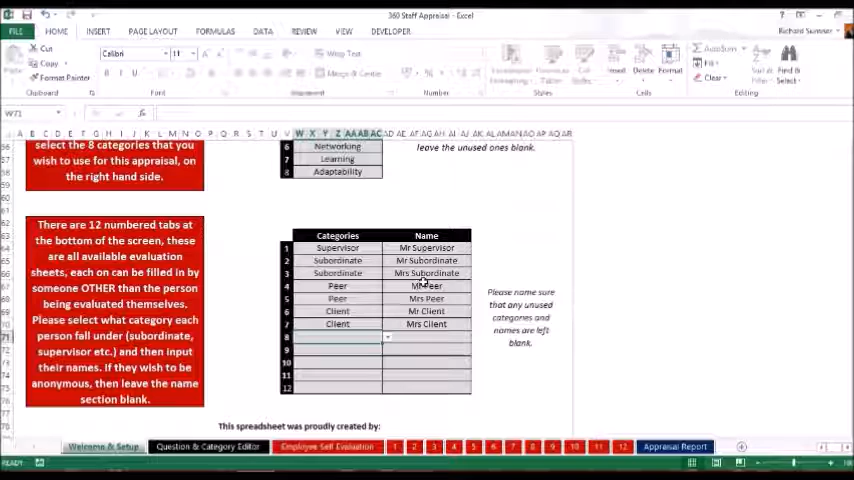 360 Staff Appraisal - Excel
FILE HOME INSERT PAGE LAYOUT FORMULAS DATA REVIEW VIEW DEVELOPER
Richard Sumner
Cut
Copy
Format Painter
Calibri 11
Wrap Text
Merge & Centre
Insert Delete Format
AutoSum
Fill
Clear
Sort & Find &
Filter Select
Clipboard Font Alignment Number Styles Cells Editing
W71
select the 8 categories that you
wish to use for this appraisal, on
the right hand side.
6 Networking
7 Learning
8 Adaptability
leave the unused ones blank.
There are 12 numbered tabs at
the bottom of the screen, these
are all available evaluation
sheets, each on can be filled in by
someone OTHER than the person
being evaluated themselves.
Please select what category each
person fall under (subordinate,
supervisor etc.) and then input
their names. If they wish to be
anonymous, then leave the name
section blank.
Categories Name
1 Supervisor Mr Supervisor
2 Subordinate Mr Subordinate
3 Subordinate Mrs Subordinate
4 Peer Mr Peer
5 Peer Mrs Peer
6 Client Mr Client
7 Client Mrs Client
8
9
10
11
12
Please name sure
that any unused
categories and
names are left
blank.
This spreadsheet was proudly created by:
Welcome & Setup Question & Category Editor Employee Self Evaluation 1 2 3 4 5 6 7 8 9 10 11 12 Appraisal Report
READY